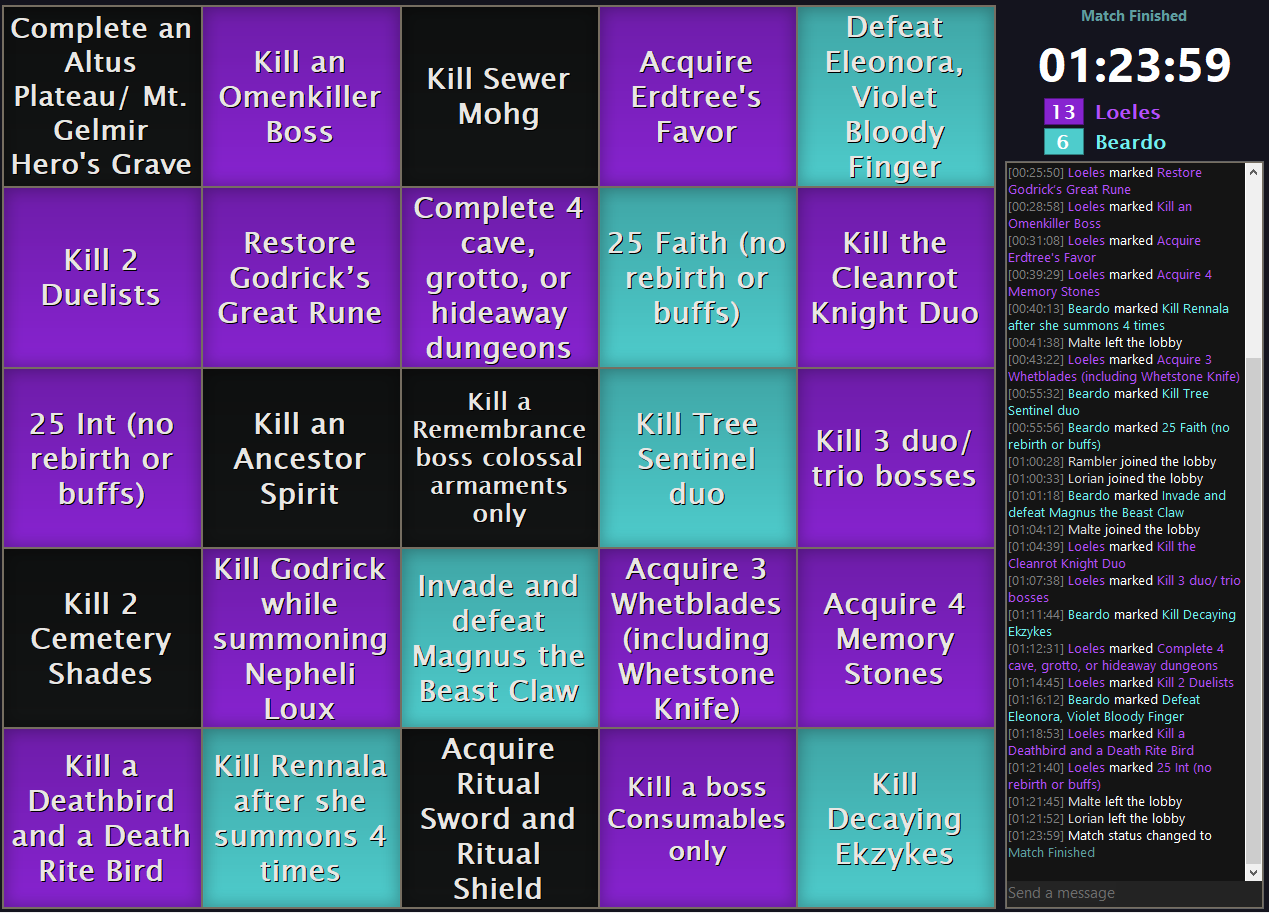 Complete an
Altus
Plateau/ Mt.
Gelmir
Hero's Grave
Kill an
Omenkiller
Boss
Kill Sewer
Mohg
Acquire
Erdtree's
Favor
Defeat
Eleonora,
Violet
Bloody
Finger
Kill 2
Duelists
Restore
Godrick’s
Great Rune
Complete 4
cave,
grotto, or
hideaway
dungeons
25 Faith (no
rebirth or
buffs)
Kill the
Cleanrot
Knight Duo
25 Int (no
rebirth or
buffs)
Kill an
Ancestor
Spirit
Kill a
Remembrance
boss colossal
armaments
only
Kill Tree
Sentinel
duo
Kill 3 duo/
trio bosses
Kill 2
Cemetery
Shades
Kill Godrick
while
summoning
Nepheli
Loux
Invade and
defeat
Magnus the
Beast Claw
Acquire 3
Whetblades
(including
Whetstone
Knife)
Acquire 4
Memory
Stones
Kill a
Deathbird
and a Death
Rite Bird
Kill Rennala
after she
summons 4
times
Acquire
Ritual
Sword and
Ritual
Shield
Kill a boss
Consumables
only
Kill
Decaying
Ekzykes
Match Finished
01:23:59
13 Loeles
6 Beardo
[00:25:50] Loeles marked Restore
Godrick's Great Rune
[00:28:58] Loeles marked Kill an
Omenkiller Boss
[00:31:08] Loeles marked Acquire
Erdtree's Favor
[00:39:29] Loeles marked Acquire 4
Memory Stones
[00:40:13] Beardo marked Kill Rennala
after she summons 4 times
[00:41:38] Malte left the lobby
[00:43:22] Loeles marked Acquire 3
Whetblades (including Whetstone Knife)
[00:55:32] Beardo marked Kill Tree
Sentinel duo
[00:55:56] Beardo marked 25 Faith (no
rebirth or buffs)
[01:00:28] Rambler joined the lobby
[01:00:33] Lorian joined the lobby
[01:01:18] Beardo marked Invade and
defeat Magnus the Beast Claw
[01:04:12] Malte joined the lobby
[01:04:39] Loeles marked Kill the
Cleanrot Knight Duo
[01:07:38] Loeles marked Kill 3 duo/ trio
bosses
[01:11:44] Beardo marked Kill Decaying
Ekzykes
[01:12:31] Loeles marked Complete 4
cave, grotto, or hideaway dungeons
[01:14:45] Loeles marked Kill 2 Duelists
[01:16:12] Beardo marked Defeat
Eleonora, Violet Bloody Finger
[01:18:53] Loeles marked Kill a
Deathbird and a Death Rite Bird
[01:21:40] Loeles marked 25 Int (no
rebirth or buffs)
[01:21:45] Malte left the lobby
[01:21:52] Lorian left the lobby
[01:23:59] Match status changed to
Match Finished
Send a message